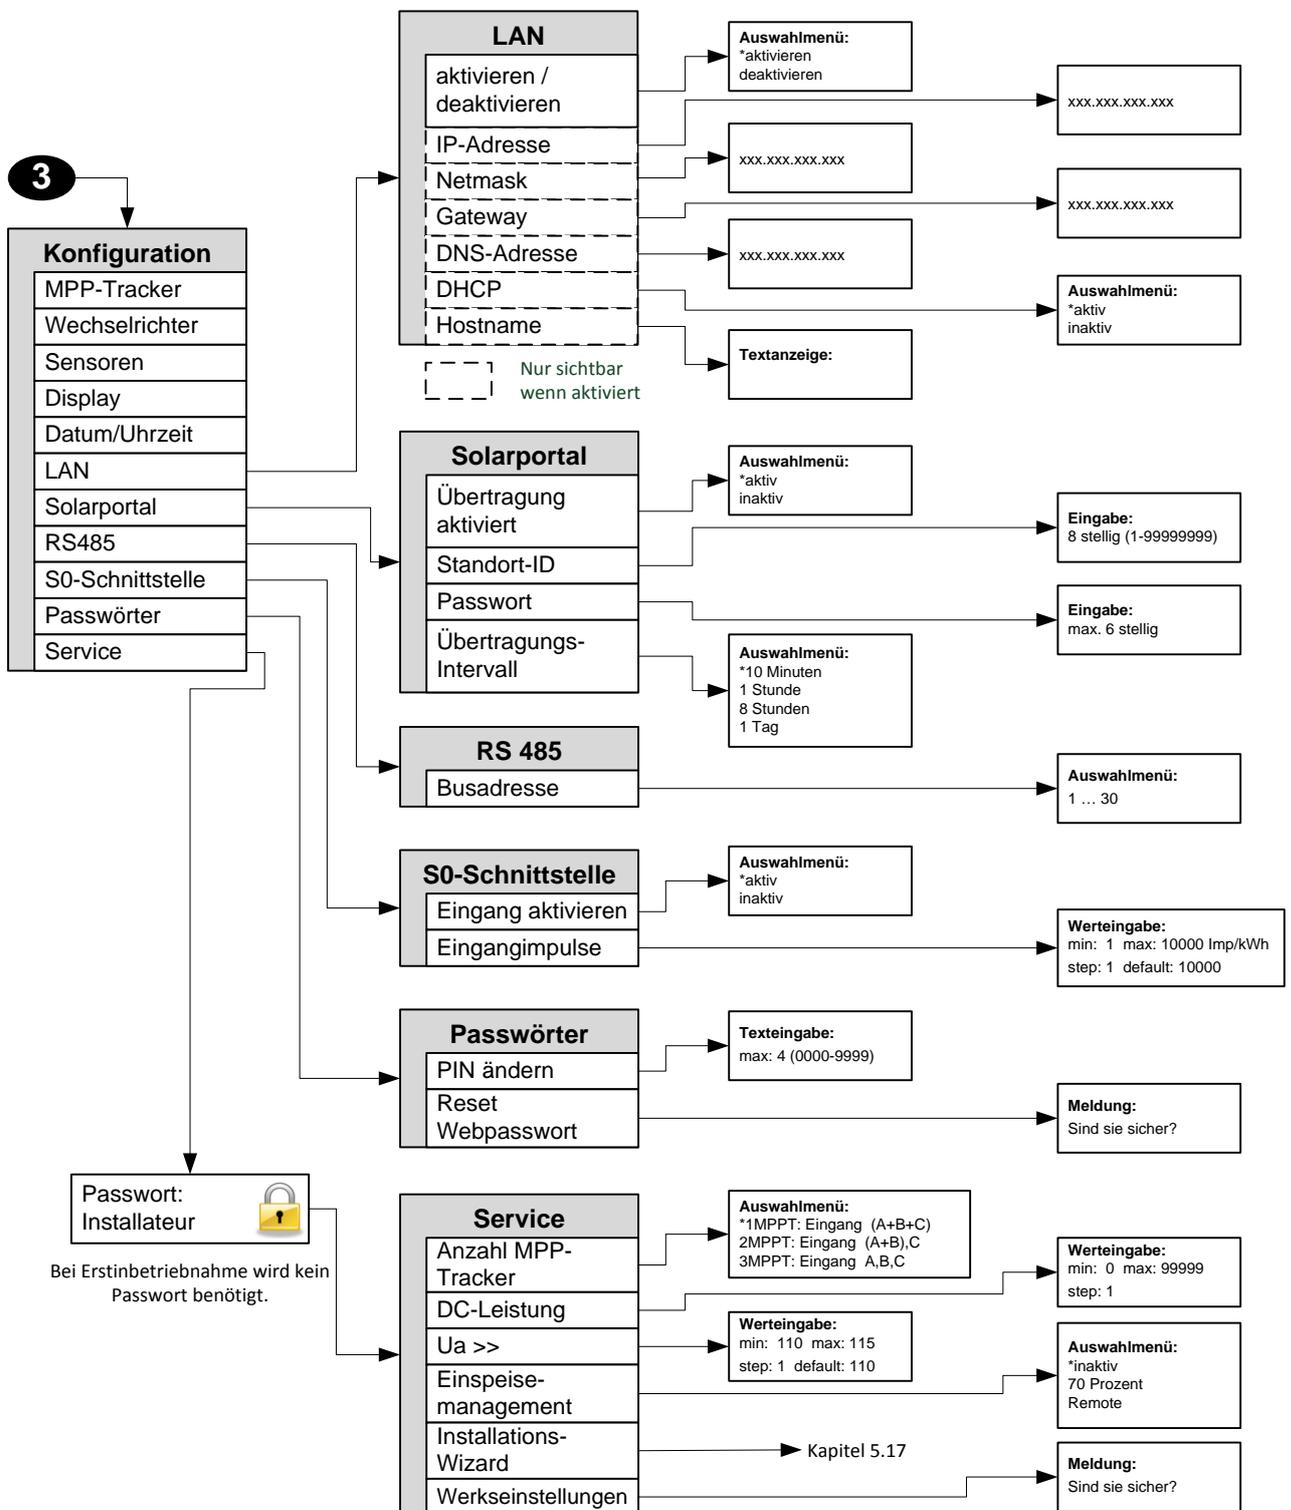 3
Konfiguration
MPP-Tracker
Wechselrichter
Sensoren
Display
Datum/Uhrzeit
LAN
Solarportal
RS485
S0-Schnittstelle
Passwörter
Service
Passwort:
Installateur
Bei Erstinbetriebnahme wird kein
Passwort benötigt.
LAN
aktivieren /
deaktivieren
IP-Adresse
Netmask
Gateway
DNS-Adresse
DHCP
Hostname
Nur sichtbar
wenn aktiviert
Auswahlmenü:
*aktivieren
deaktivieren
xxx.xxx.xxx.xxx
xxx.xxx.xxx.xxx
xxx.xxx.xxx.xxx
xxx.xxx.xxx.xxx
Auswahlmenü:
*aktiv
inaktiv
Textanzeige:
Solarportal
Übertragung
aktiviert
Standort-ID
Passwort
Übertragungs-
Intervall
Auswahlmenü:
*aktiv
inaktiv
Eingabe:
8 stellig (1-99999999)
Eingabe:
max. 6 stellig
Auswahlmenü:
*10 Minuten
1 Stunde
8 Stunden
1 Tag
RS 485
Busadresse
Auswahlmenü:
1 … 30
S0-Schnittstelle
Eingang aktivieren
Eingangimpulse
Auswahlmenü:
*aktiv
inaktiv
Werteingabe:
min: 1 max: 10000 Imp/kWh
step: 1 default: 10000
Passwörter
PIN ändern
Reset
Webpasswort
Texteingabe:
max: 4 (0000-9999)
Meldung:
Sind sie sicher?
Service
Anzahl MPP-
Tracker
DC-Leistung
Ua >>
Einspeise-
management
Installations-
Wizard
Werkseinstellungen
Auswahlmenü:
*1MPPT: Eingang (A+B+C)
2MPPT: Eingang (A+B),C
3MPPT: Eingang A,B,C
Werteingabe:
min: 0 max: 99999
step: 1
Werteingabe:
min: 110 max: 115
step: 1 default: 110
Auswahlmenü:
*inaktiv
70 Prozent
Remote
Kapitel 5.17
Meldung:
Sind sie sicher?